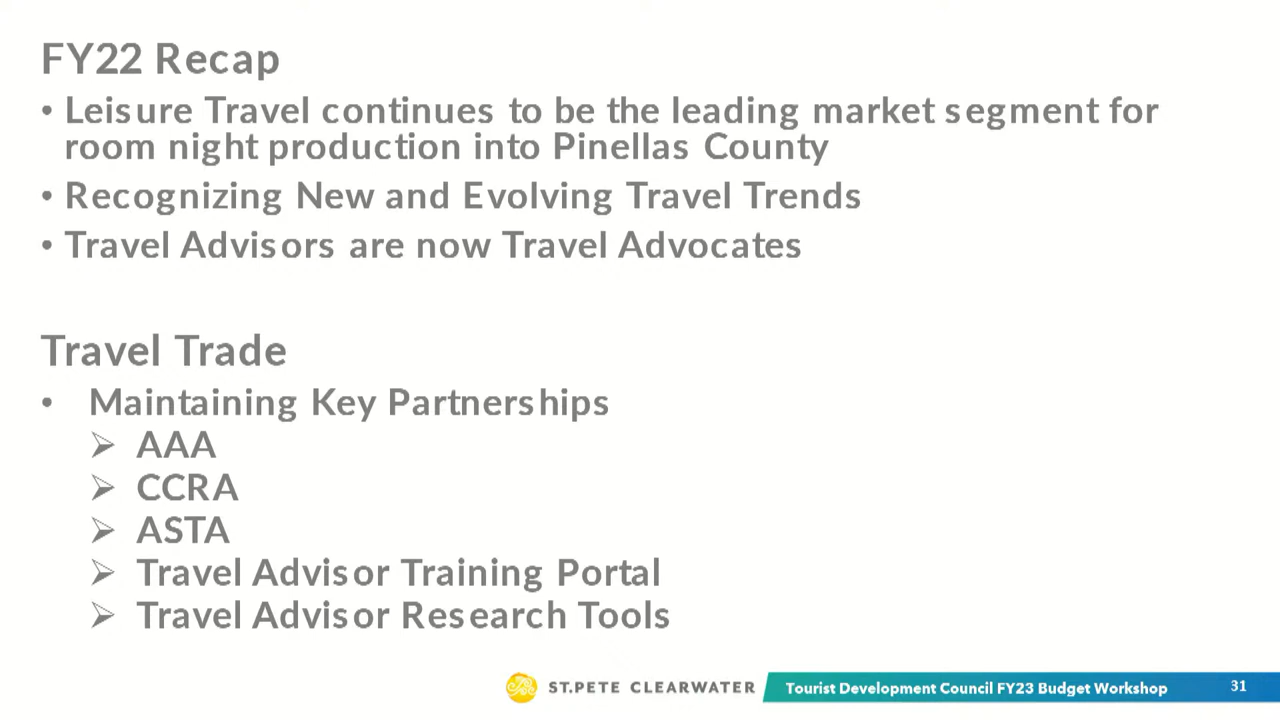 FY22 Recap
• Leisure Travel continues to be the leading market segment for
room night production into Pinellas County
• Recognizing New and Evolving Travel Trends
• Travel Advisors are now Travel Advocates
Travel Trade
• Maintaining Key Partnerships
➢ AAA
➢ CCRA
➢ ASTA
➢ Travel Advisor Training Portal
➢ Travel Advisor Research Tools
ST.PETE CLEARWATER
Tourist Development Council FY23 Budget Workshop 31